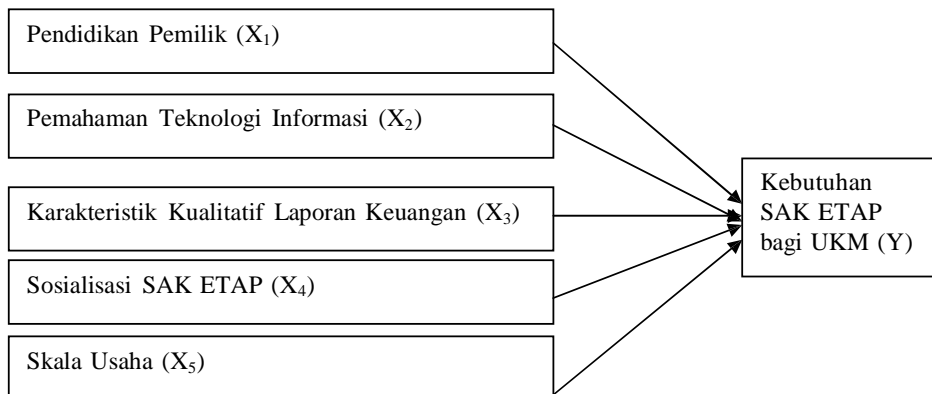 Pendidikan Pemilik (X₁)
Pemahaman Teknologi Informasi (X₂)
Karakteristik Kualitatif Laporan Keuangan (X₃)
Sosialisasi SAK ETAP (X₄)
Skala Usaha (X₅)
Kebutuhan
SAK ETAP
bagi UKM (Y)